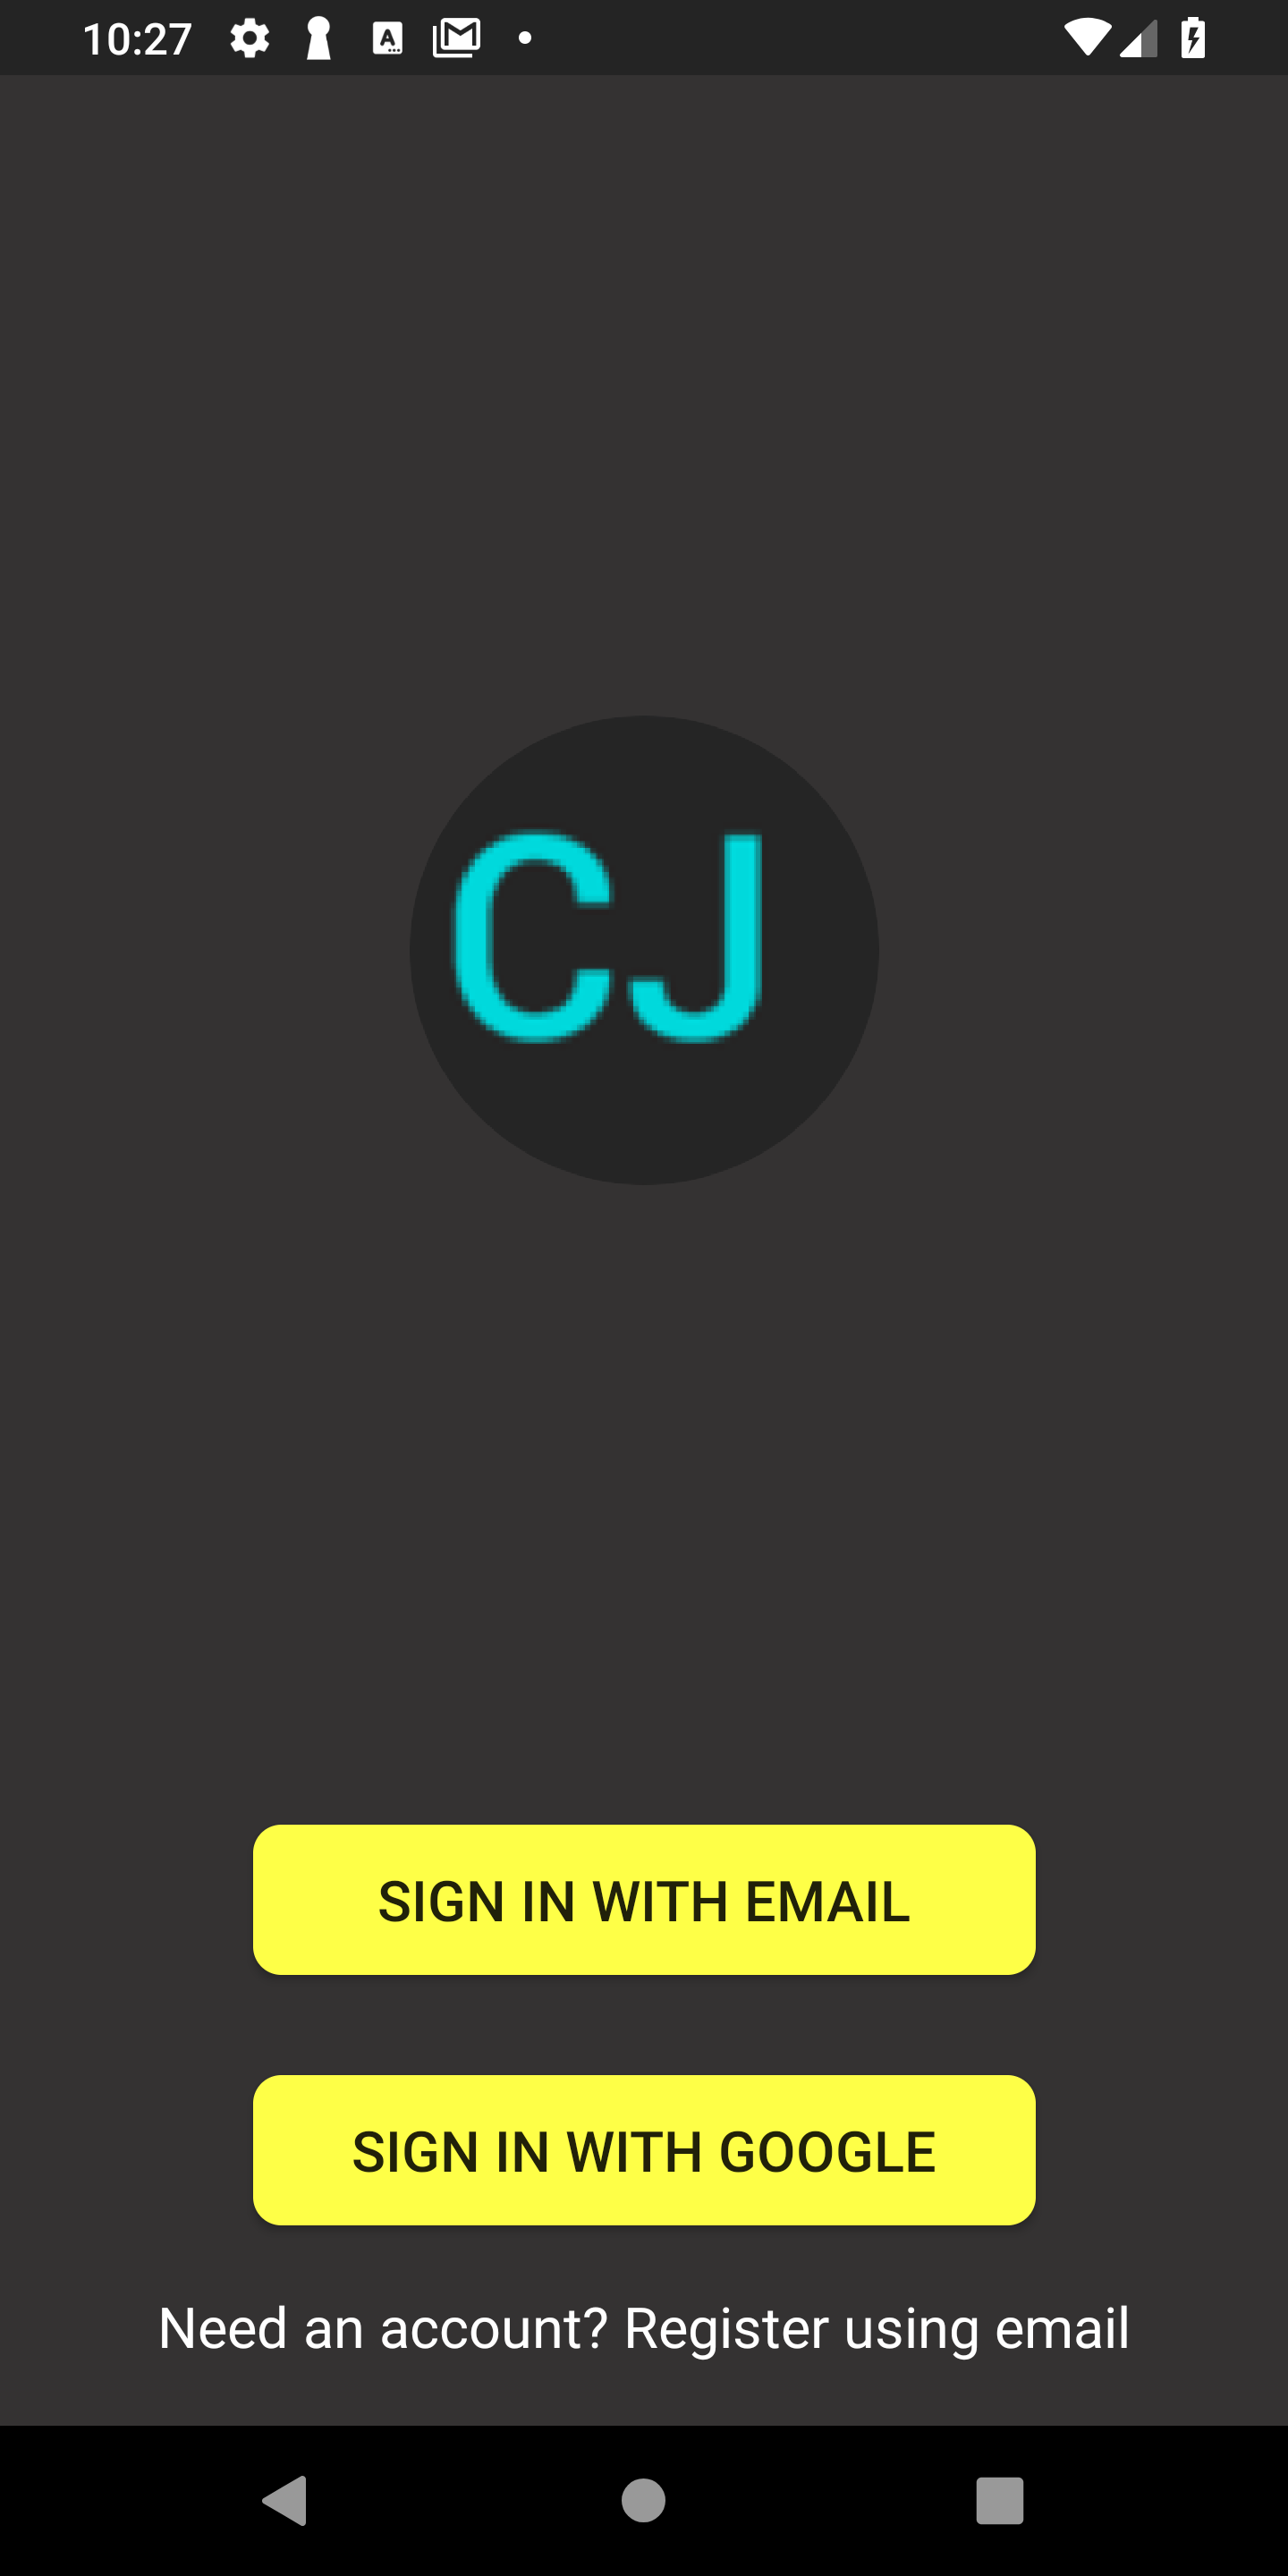 10:27
CJ
SIGN IN WITH EMAIL
SIGN IN WITH GOOGLE
Need an account? Register using email